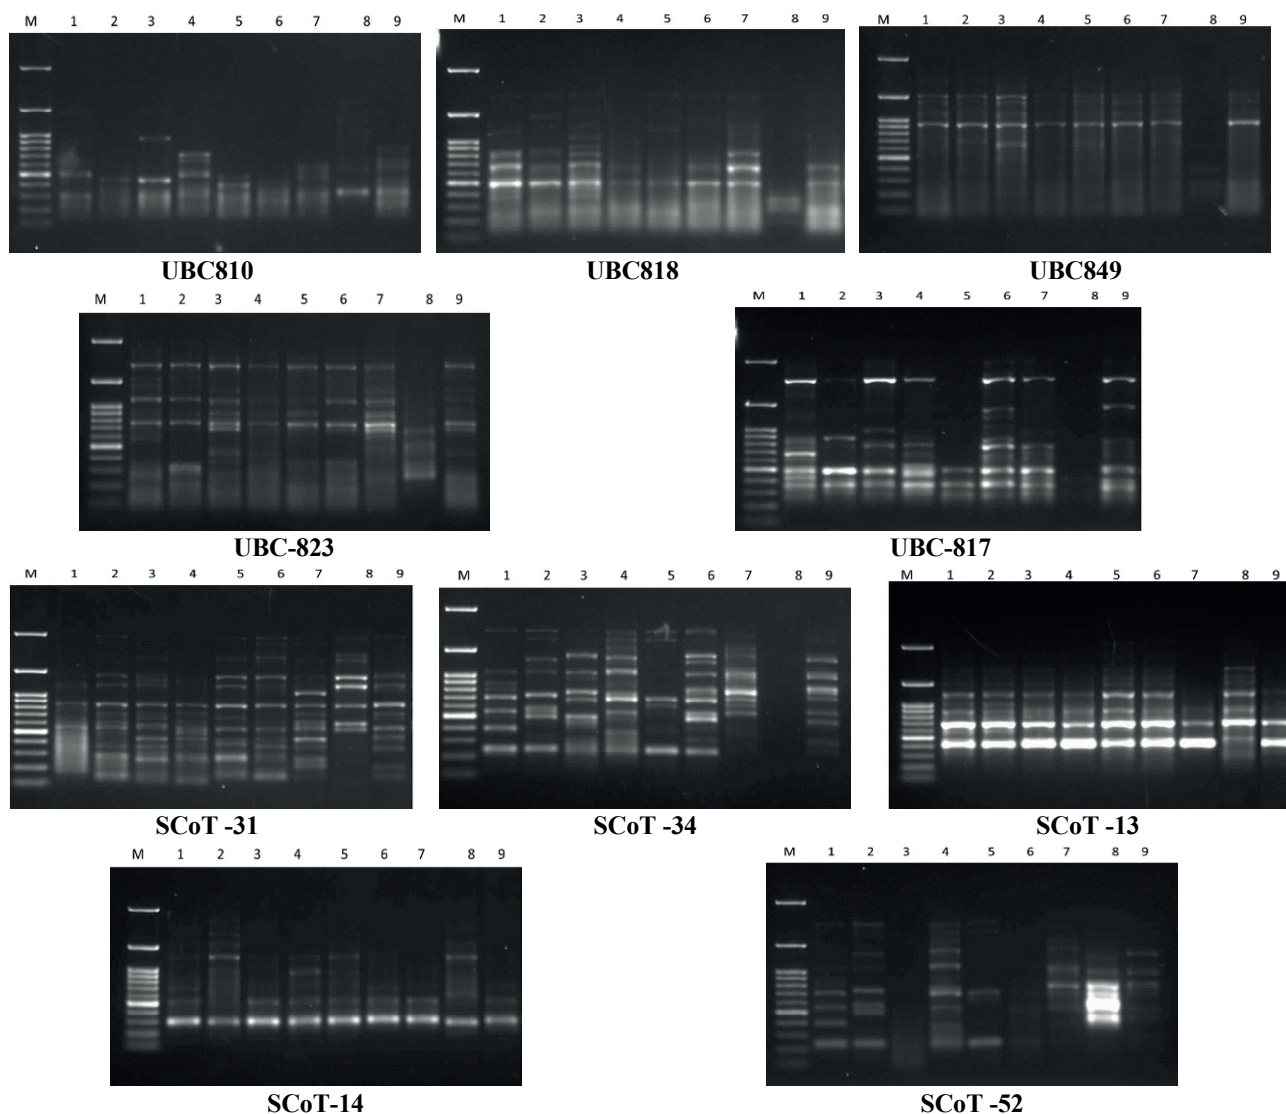 M 1 2 3 4 5 6 7 8 9
M 1 2 3 4 5 6 7 8 9
M 1 2 3 4 5 6 7 8 9
UBC810
UBC818
UBC849
M 1 2 3 4 5 6 7 8 9
M 1 2 3 4 5 6 7 8 9
UBC-823
UBC-817
M 1 2 3 4 5 6 7 8 9
M 1 2 3 4 5 6 7 8 9
M 1 2 3 4 5 6 7 8 9
SCoT -31
SCoT -34
SCoT -13
M 1 2 3 4 5 6 7 8 9
M 1 2 3 4 5 6 7 8 9
SCoT-14
SCoT -52